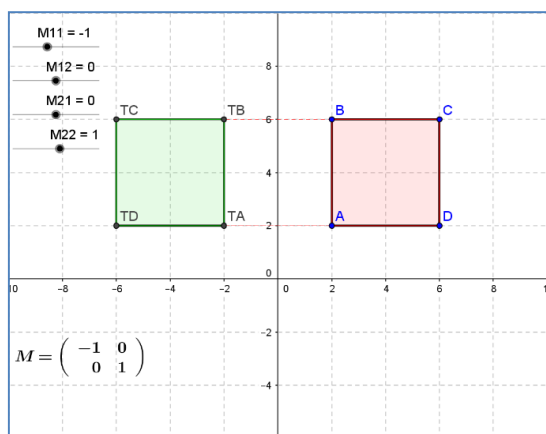 M11 = -1
M12 = 0
M21 = 0
M22 = 1
8
TC TB B C
6
4
TD TA A D
2
0
10 -8 -6 -4 -2 0 2 4 6 8 1
-2
M = ( -1 0
0 1 )
-4